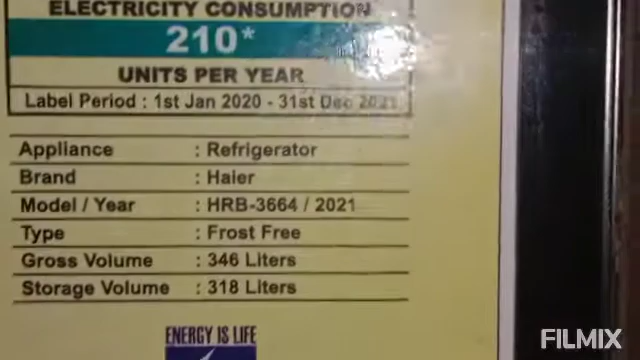 ELECTRICITY CONSUMPTION
210*
UNITS PER YEAR
Label Period : 1st Jan 2020 - 31st Dec 2021
Appliance : Refrigerator
Brand : Haier
Model / Year : HRB-3664 / 2021
Type : Frost Free
Gross Volume : 346 Liters
Storage Volume : 318 Liters
ENERGY IS LIFE
FILMIX